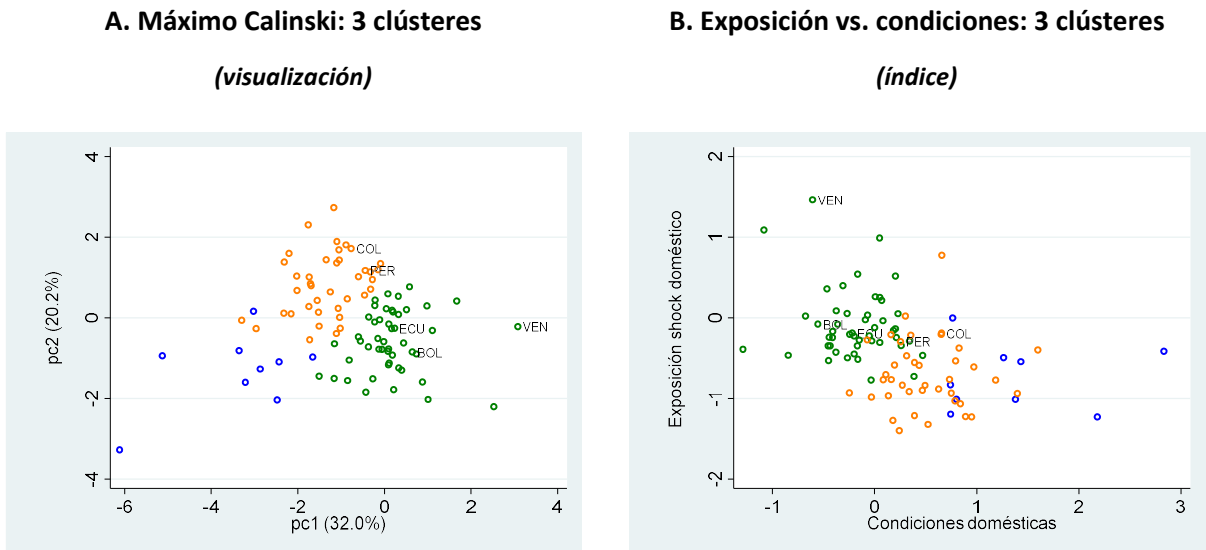 A. Máximo Calinski: 3 clústeres
(visualización)
4
2
0
-2
-4
pc2 (20.2%)
COL
PER
ECU
VEN
BOL
-6 -4 -2 0 2 4
pc1 (32.0%)
B. Exposición vs. condiciones: 3 clústeres
(índice)
2
1
0
-1
-2
Exposición shock doméstico
VEN
BOL
ECU
PER
COL
-1 0 1 2 3
Condiciones domésticas